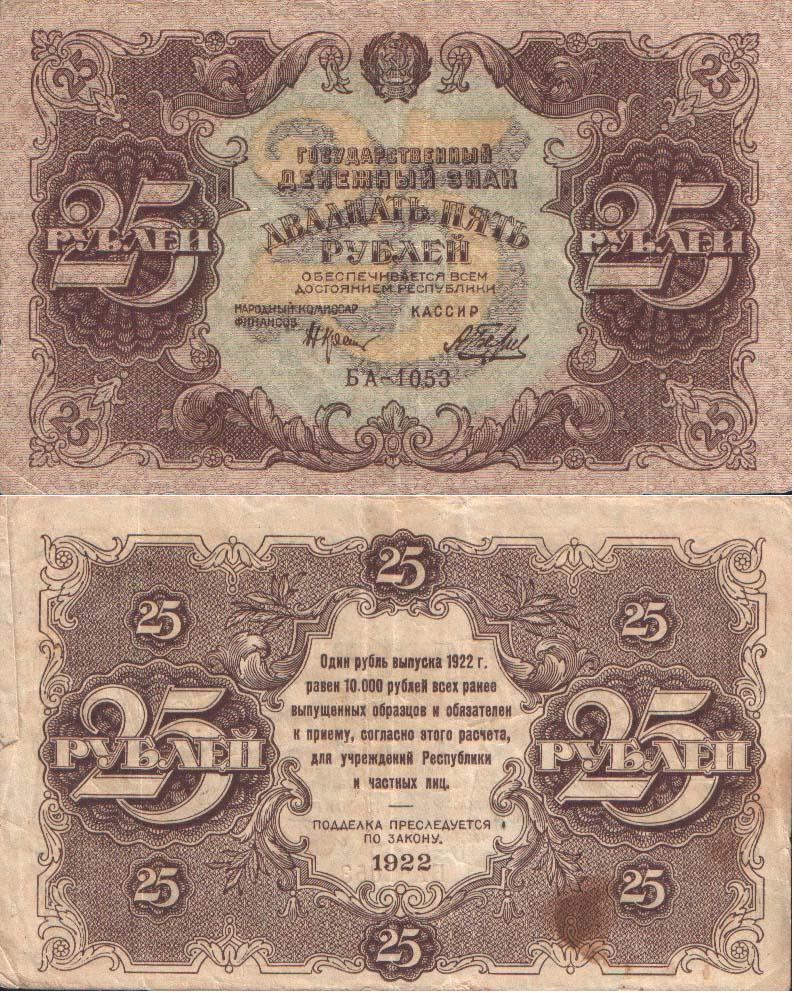 25
25
ГОСУДАРСТВЕННЫЙ
ДЕНЕЖНЫЙ ЗНАК
ДВАДЦАТЬ ПЯТЬ
РУБЛЕЙ
25
РУБЛЕЙ
25
РУБЛЕЙ
ОБЕСПЕЧИВАЕТСЯ ВСЕМ
ДОСТОЯНИЕМ РЕСПУБЛИКИ
НАРОДНЫЙ КОМИССАР
ФИНАНСОВ
КАССИР
БА-1053
25
25
25
25
25
25
РУБЛЕЙ
25
РУБЛЕЙ
Один рубль выпуска 1922 г.
равен 10.000 рублей всех ранее
выпущенных образцов и обязателен
к приему, согласно этого расчета,
для учреждений Республики
и частных лиц.
ПОДДЕЛКА ПРЕСЛЕДУЕТСЯ
ПО ЗАКОНУ.
1922
25
25
25